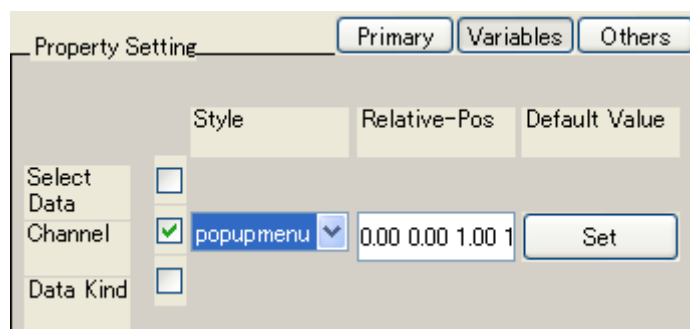 Property Setting
Primary
Variables
Others
Style
Relative-Pos
Default Value
Select
Data
Channel
popupmenu
0.00 0.00 1.00 1
Set
Data Kind